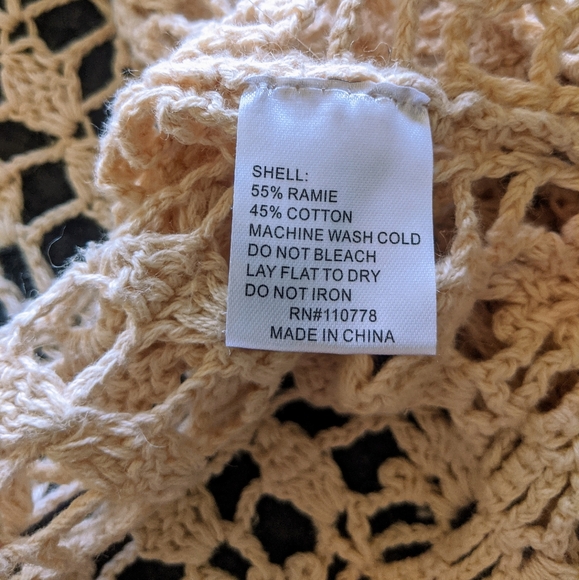 SHELL:
55% RAMIE
45% COTTON
MACHINE WASH COLD
DO NOT BLEACH
LAY FLAT TO DRY
DO NOT IRON
RN#110778
MADE IN CHINA